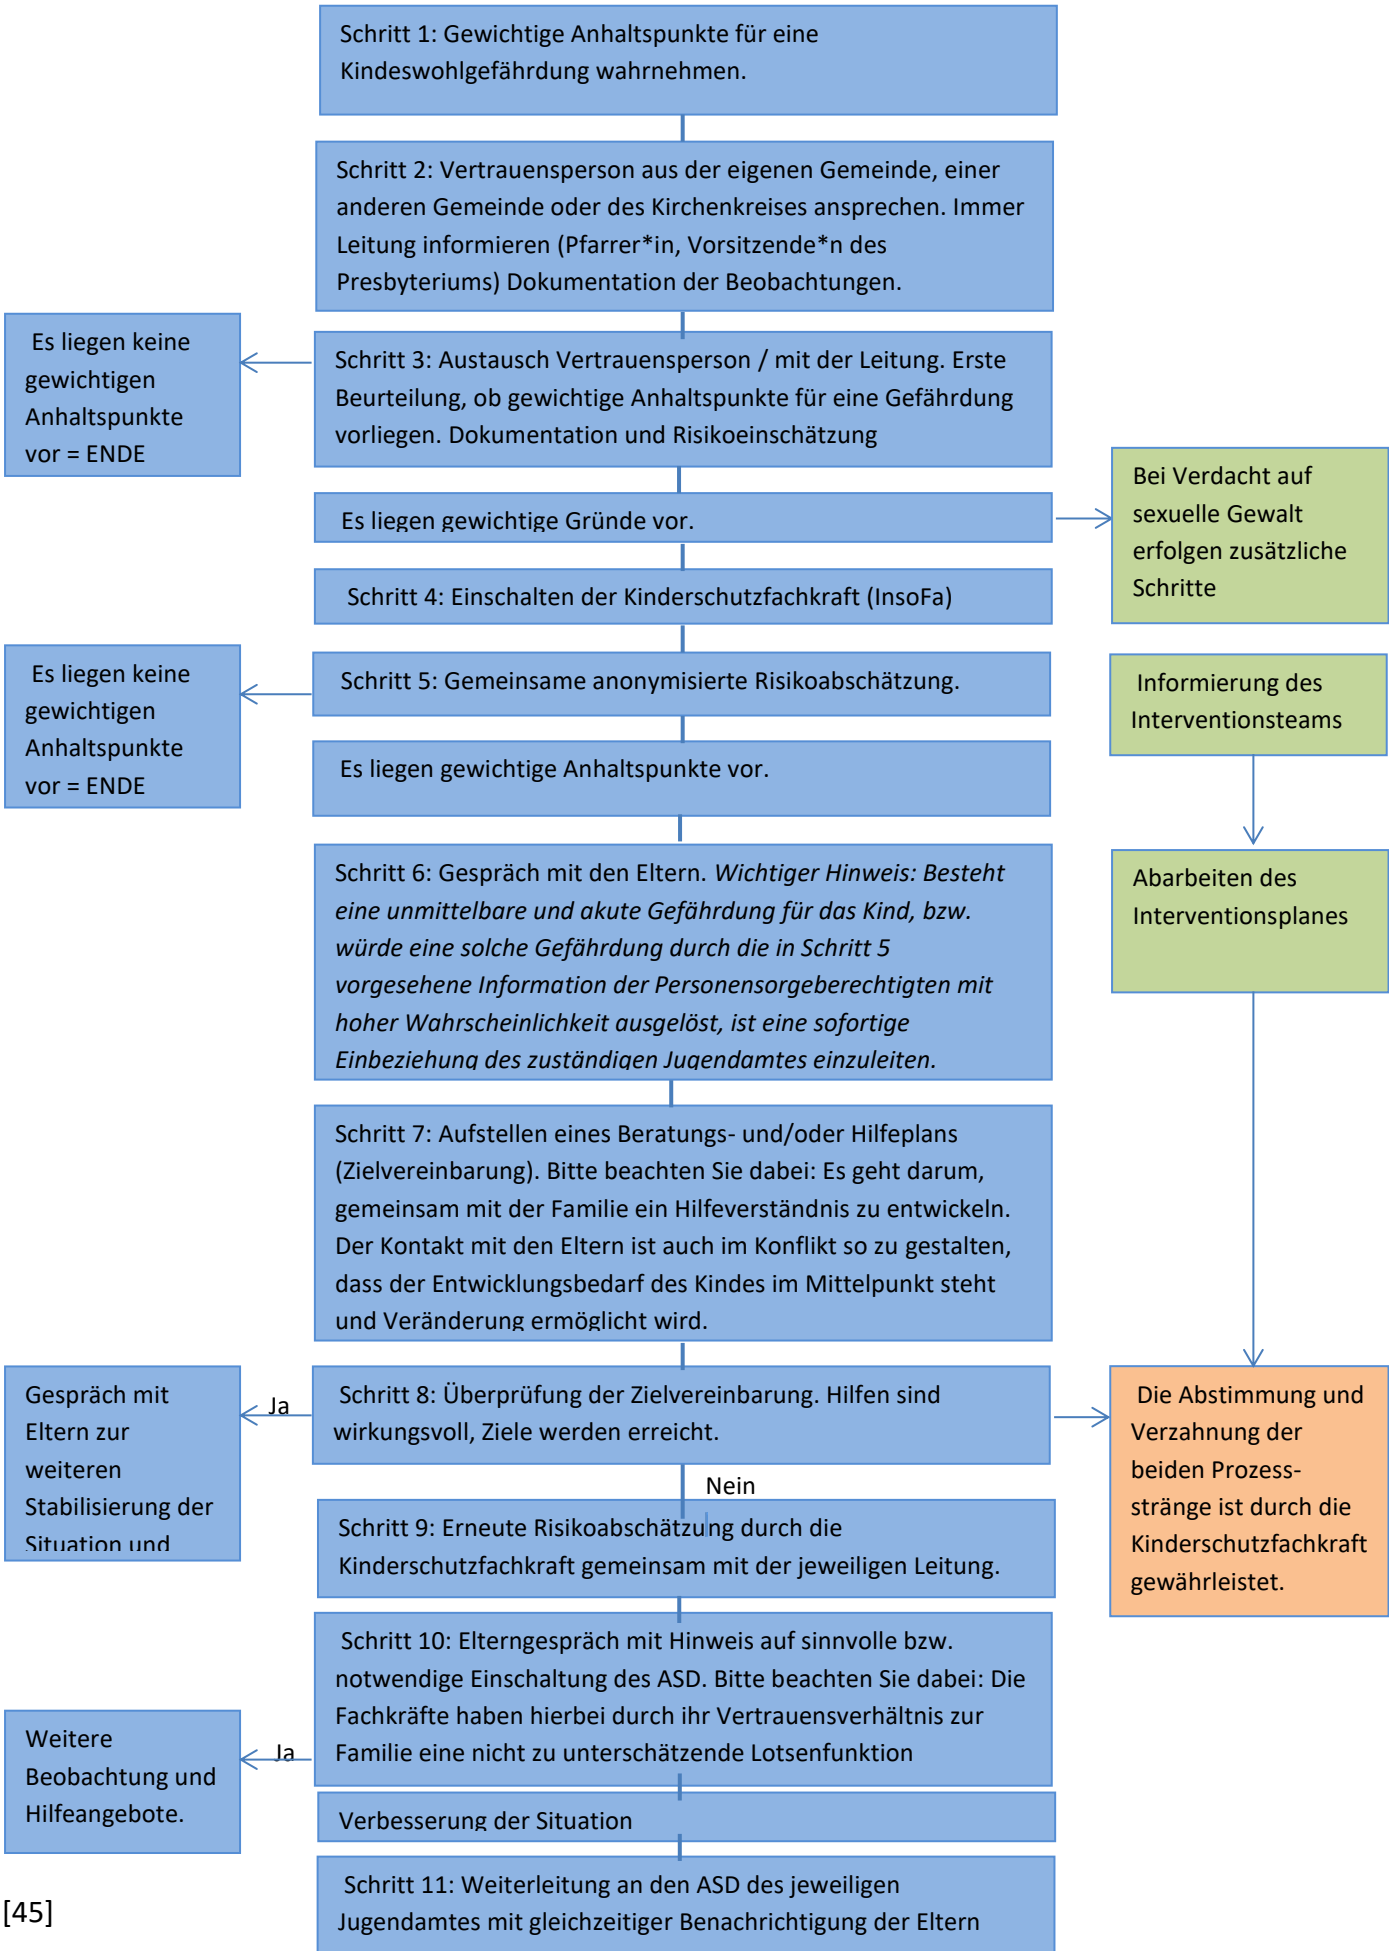 Schritt 1: Gewichtige Anhaltspunkte für eine
Kindeswohlgefährdung wahrnehmen.
Schritt 2: Vertrauensperson aus der eigenen Gemeinde, einer
anderen Gemeinde oder des Kirchenkreises ansprechen. Immer
Leitung informieren (Pfarrer*in, Vorsitzende*n des
Presbyteriums) Dokumentation der Beobachtungen.
Es liegen keine
gewichtigen
Anhaltspunkte
vor = ENDE
Schritt 3: Austausch Vertrauensperson / mit der Leitung. Erste
Beurteilung, ob gewichtige Anhaltspunkte für eine Gefährdung
vorliegen. Dokumentation und Risikoeinschätzung
Es liegen gewichtige Gründe vor.
Bei Verdacht auf
sexuelle Gewalt
erfolgen zusätzliche
Schritte
Schritt 4: Einschalten der Kinderschutzfachkraft (InsoFa)
Es liegen keine
gewichtigen
Anhaltspunkte
vor = ENDE
Schritt 5: Gemeinsame anonymisierte Risikoabschätzung.
Informierung des
Interventionsteams
Es liegen gewichtige Anhaltspunkte vor.
Schritt 6: Gespräch mit den Eltern. Wichtiger Hinweis: Besteht
eine unmittelbare und akute Gefährdung für das Kind, bzw.
würde eine solche Gefährdung durch die in Schritt 5
vorgesehene Information der Personensorgeberechtigten mit
hoher Wahrscheinlichkeit ausgelöst, ist eine sofortige
Einbeziehung des zuständigen Jugendamtes einzuleiten.
Abarbeiten des
Interventionsplanes
Schritt 7: Aufstellen eines Beratungs- und/oder Hilfeplans
(Zielvereinbarung). Bitte beachten Sie dabei: Es geht darum,
gemeinsam mit der Familie ein Hilfeverständnis zu entwickeln.
Der Kontakt mit den Eltern ist auch im Konflikt so zu gestalten,
dass der Entwicklungsbedarf des Kindes im Mittelpunkt steht
und Veränderung ermöglicht wird.
Gespräch mit
Eltern zur
weiteren
Stabilisierung der
Situation und
Ja
Schritt 8: Überprüfung der Zielvereinbarung. Hilfen sind
wirkungsvoll, Ziele werden erreicht.
Die Abstimmung und
Verzahnung der
beiden Prozess-
stränge ist durch die
Kinderschutzfachkraft
gewährleistet.
Nein
Schritt 9: Erneute Risikoabschätzung durch die
Kinderschutzfachkraft gemeinsam mit der jeweiligen Leitung.
Schritt 10: Elterngespräch mit Hinweis auf sinnvolle bzw.
notwendige Einschaltung des ASD. Bitte beachten Sie dabei: Die
Fachkräfte haben hierbei durch ihr Vertrauensverhältnis zur
Familie eine nicht zu unterschätzende Lotsenfunktion
Weitere
Beobachtung und
Hilfeangebote.
Ja
Verbesserung der Situation
Schritt 11: Weiterleitung an den ASD des jeweiligen
Jugendamtes mit gleichzeitiger Benachrichtigung der Eltern
[45]